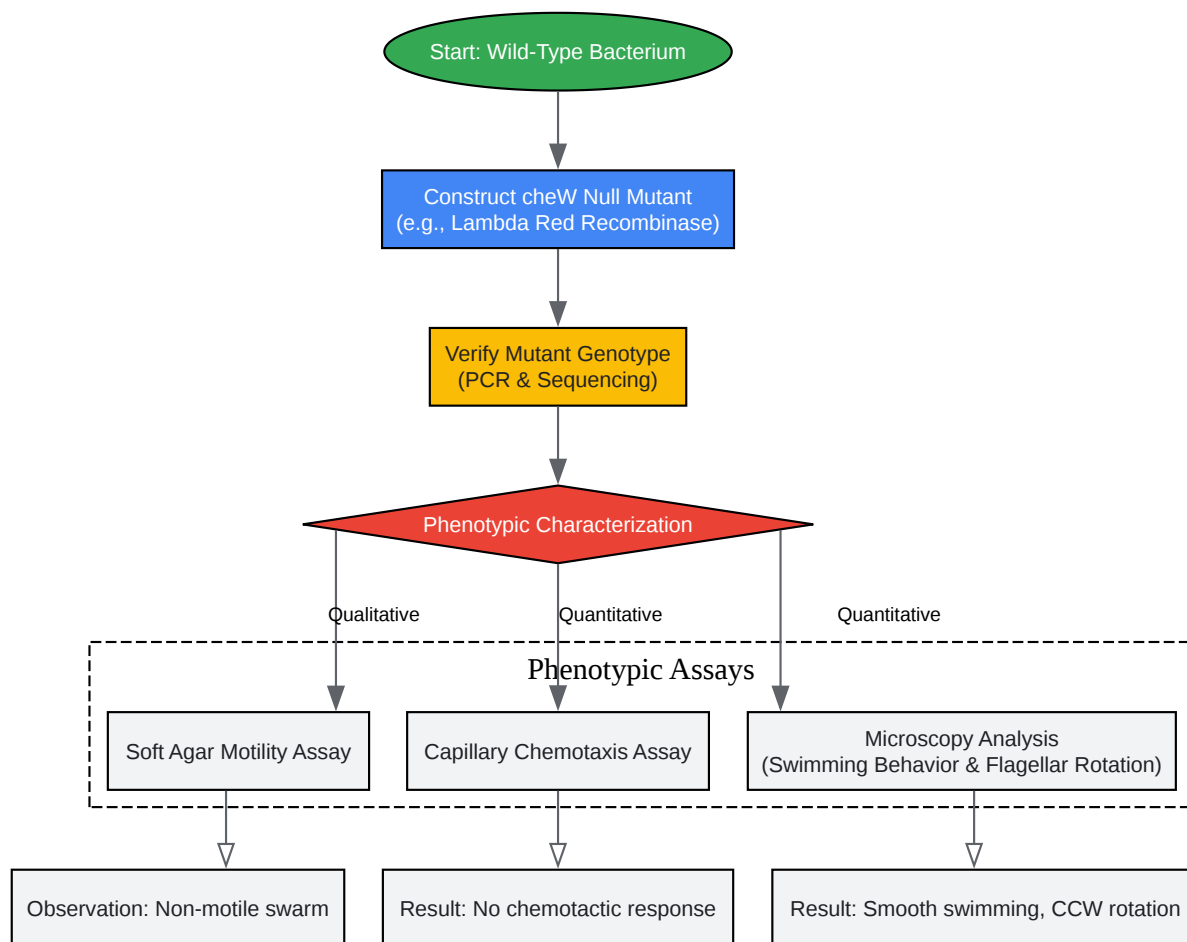 Start: Wild-Type Bacterium
Construct cheW Null Mutant
(e.g., Lambda Red Recombinase)
Verify Mutant Genotype
(PCR & Sequencing)
Phenotypic Characterization
Qualitative
Quantitative
Quantitative
Phenotypic Assays
Soft Agar Motility Assay
Capillary Chemotaxis Assay
Microscopy Analysis
(Swimming Behavior & Flagellar Rotation)
Observation: Non-motile swarm
Result: No chemotactic response
Result: Smooth swimming, CCW rotation